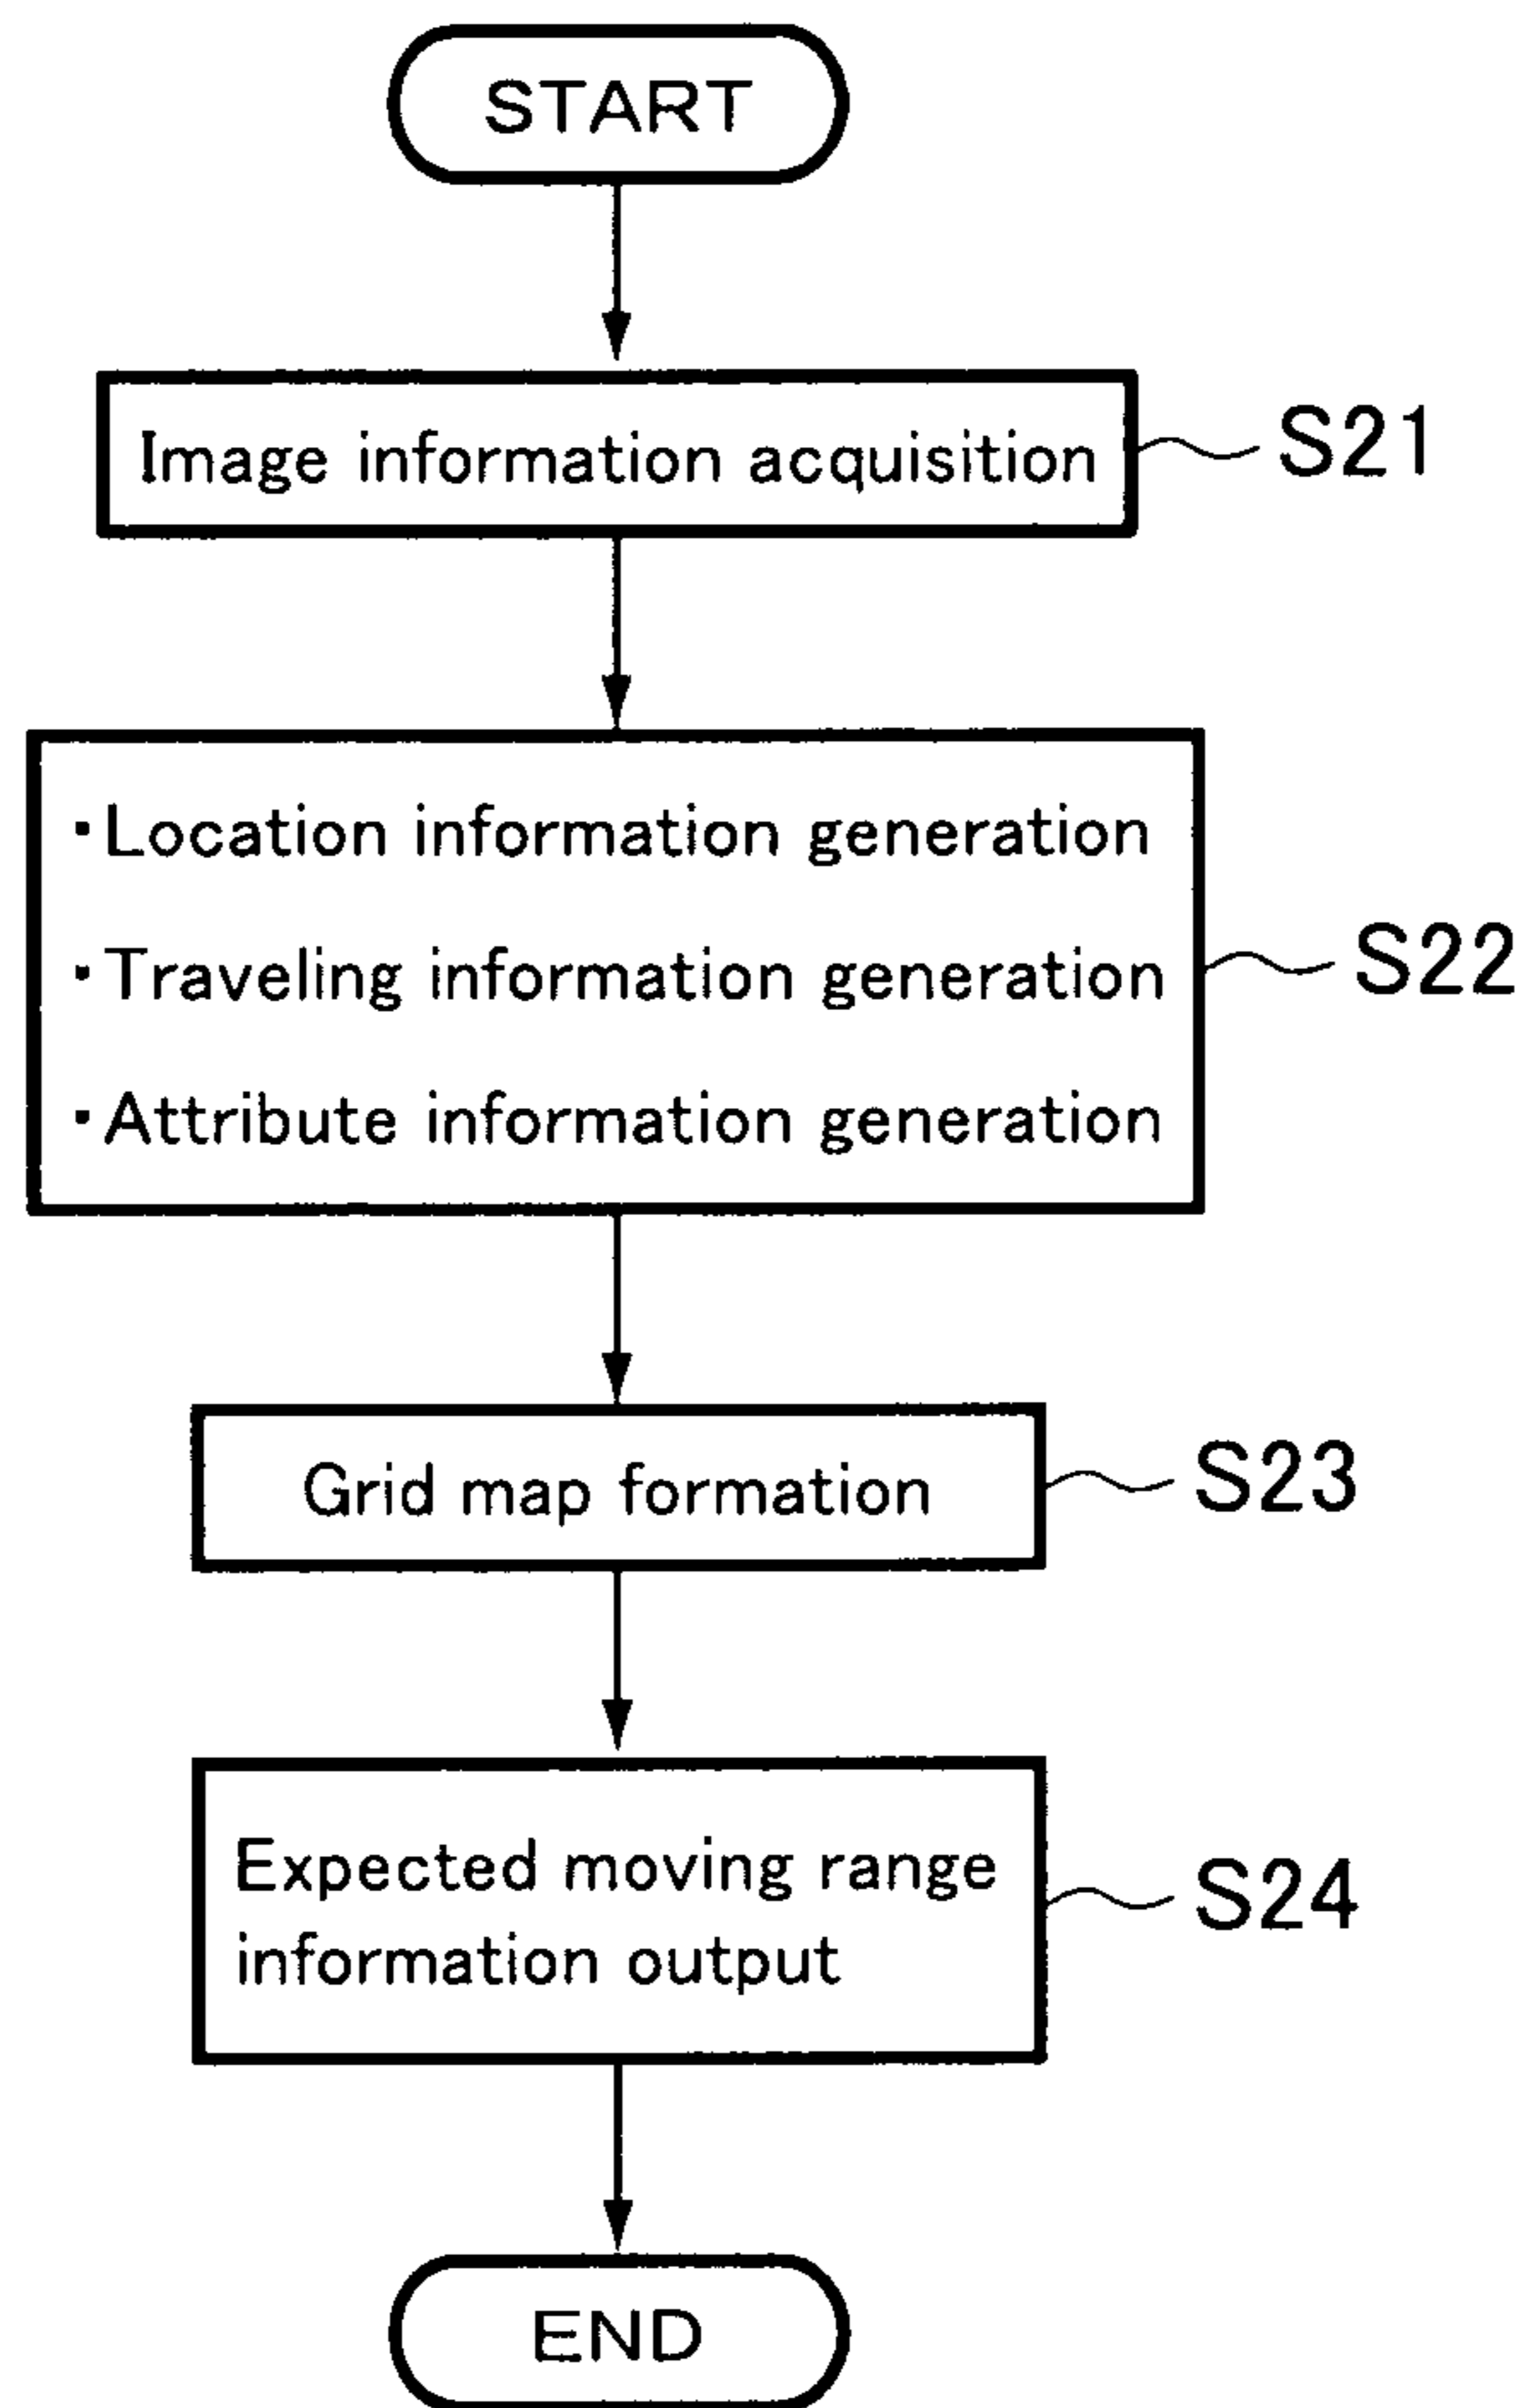 START
Image information acquisition
S21
・Location information generation
・Traveling information generation
S22
・Attribute information generation
Grid map formation
S23
Expected moving range
information output
S24
END